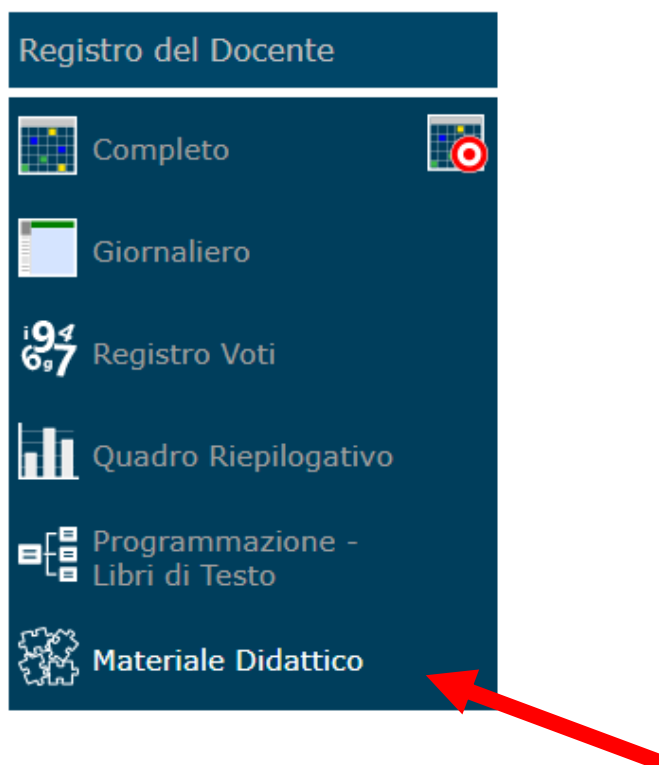 Registro del Docente
Completo
Giornaliero
Registro Voti
Quadro Riepilogativo
Programmazione -
Libri di Testo
Materiale Didattico